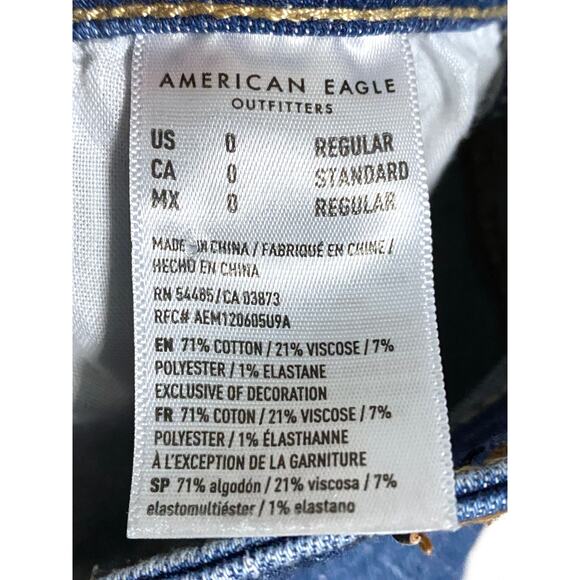 AMERICAN EAGLE
OUTFITTERS
US 0 REGULAR
CA 0 STANDARD
MX 0 REGULAR
MADE IN CHINA / FABRIQUÉ EN CHINE /
HECHO EN CHINA
RN 54485/CA 03873
RFC# AEM120605U9A
EN 71% COTTON / 21% VISCOSE / 7%
POLYESTER / 1% ELASTANE
EXCLUSIVE OF DECORATION
FR 71% COTON / 21% VISCOSE / 7%
POLYESTER / 1% ÉLASTHANNE
À L'EXCEPTION DE LA GARNITURE
SP 71% algodón / 21% viscosa / 7%
elastomultiéster / 1% elastano